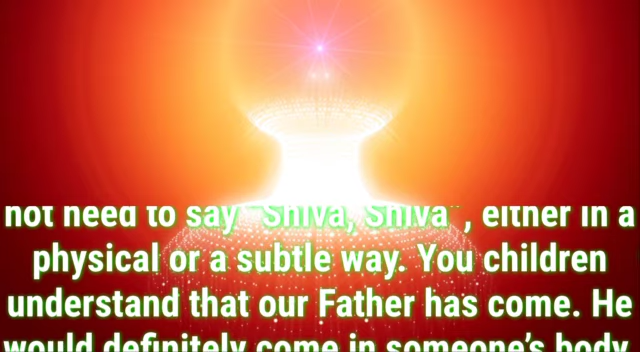 not need to say "Shiva, Shiva", either in a
physical or a subtle way. You children
understand that our Father has come. He
would definitely come in someone's body.